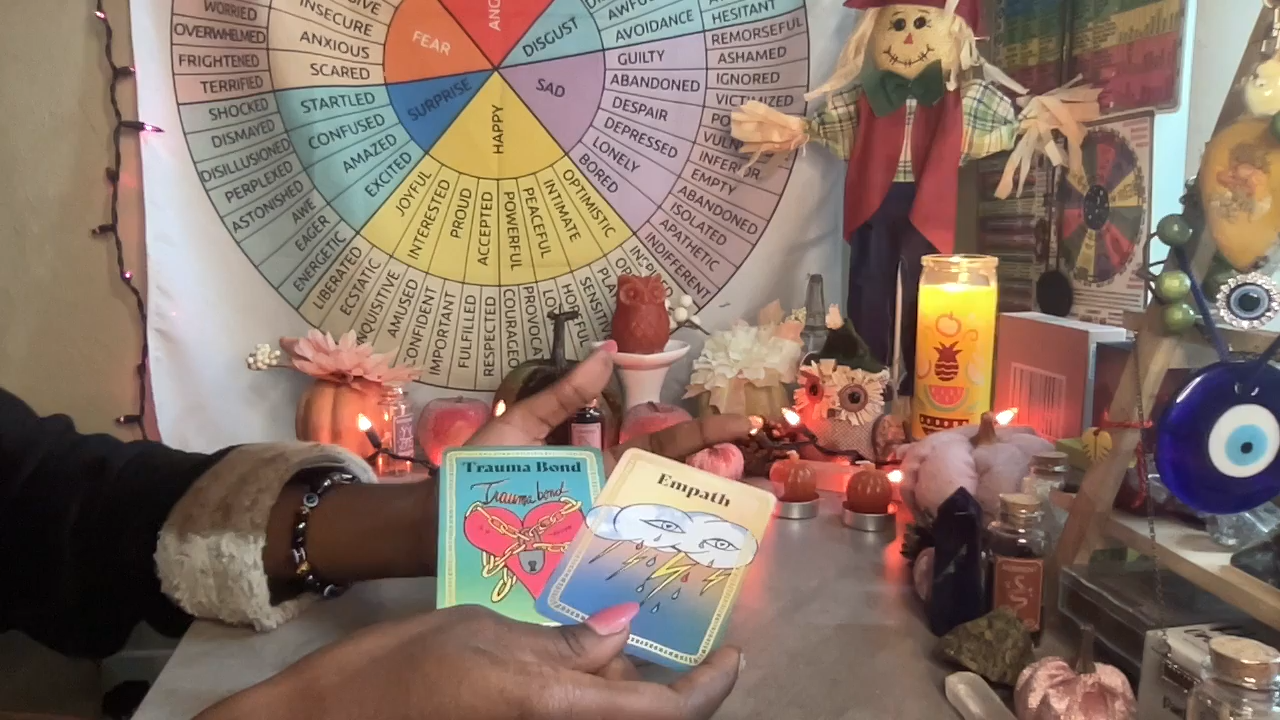 WORRIED
OVERWHELMED
FRIGHTENED
TERRIFIED
SHOCKED
DISMAYED
DISILLUSIONED
PERPLEXED
ASTONISHED
AWE
EAGER
ENERGETIC
LIBERATED
ECSTATIC
AMUSED
CONFIDENT
IMPORTANT
FULFILLED
RESPECTED
INSECURE
ANXIOUS
SCARED
STARTLED
CONFUSED
AMAZED
EXCITED
JOYFUL
INTERESTED
PROUD
ACCEPTED
POWERFUL
PEACEFUL
INTIMATE
OPTIMISTIC
FEAR
DISGUST
SURPRISE
SAD
HAPPY
AVOIDANCE
GUILTY
ABANDONED
DESPAIR
DEPRESSED
LONELY
BORED
HESITANT
REMORSEFUL
ASHAMED
IGNORED
VICTIMIZED
INFERIOR
EMPTY
ABANDONED
ISOLATED
APATHETIC
INDIFFERENT
Trauma Bond
Trauma bond
Empath